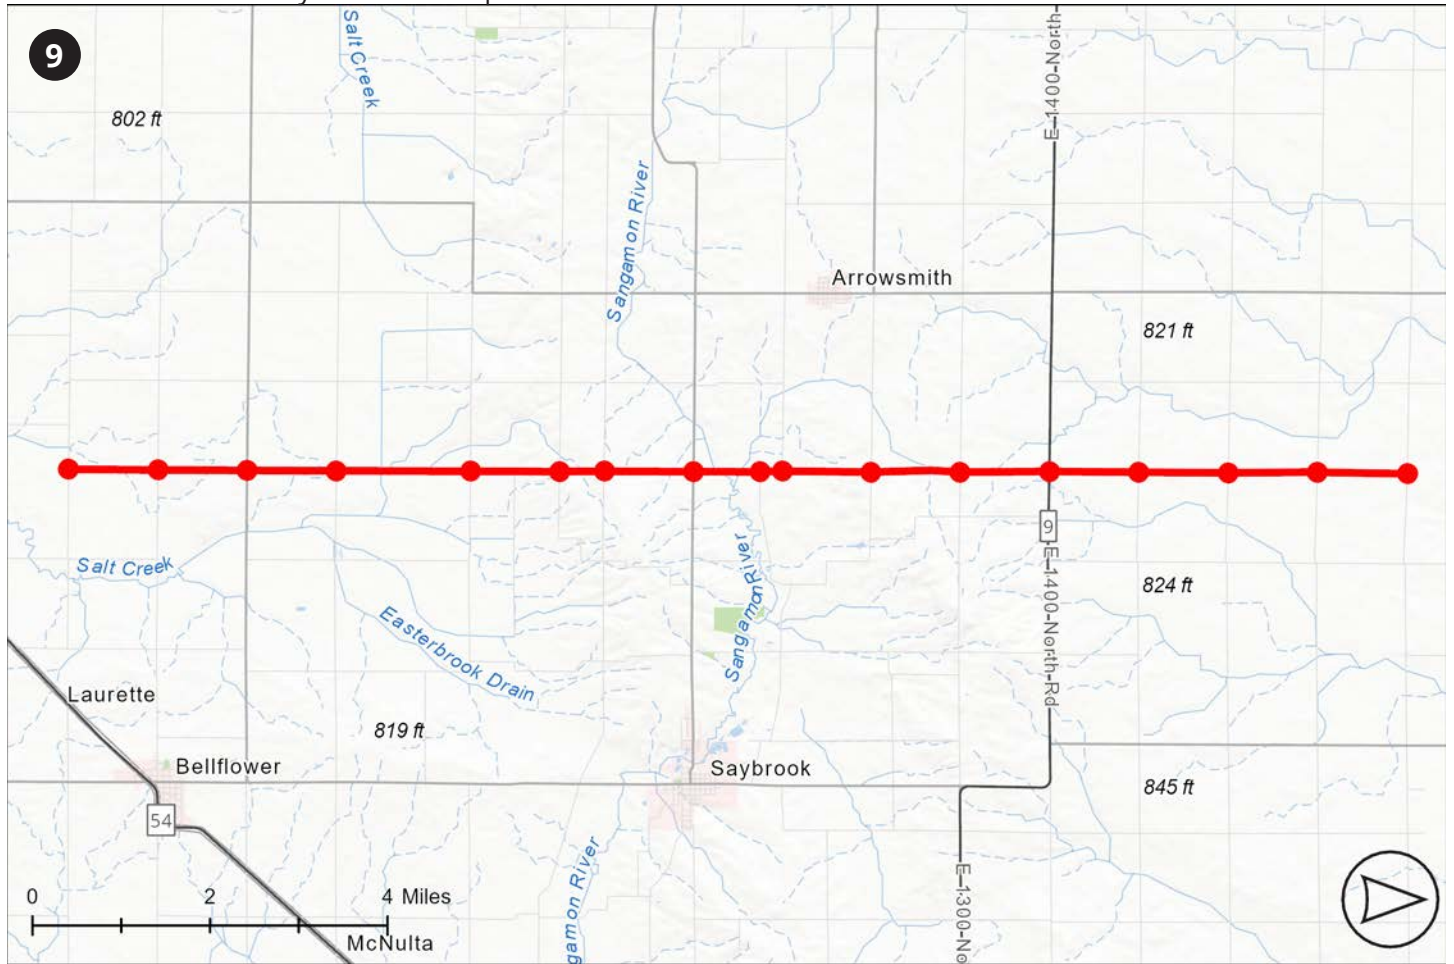 9
Salt Creek
E-1400-North
802 ft
Sangamon River
Arrowsmith
821 ft
9
Salt Creek
Easterbrook Drain
Sangamon River
E-1400-North-Rd
824 ft
Laurette
819 ft
Bellflower
Saybrook
845 ft
54
gamon River
E-1300-No
0 2 4 Miles
McNulta